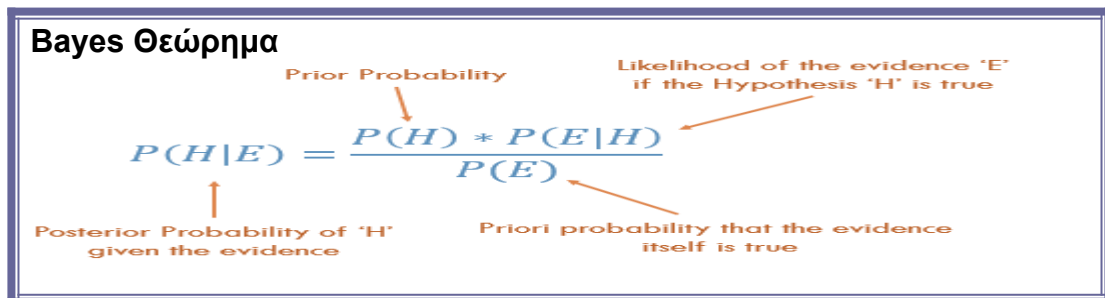 Bayes Θεώρημα
Prior Probability
Likelihood of the evidence ‘E’
if the Hypothesis ‘H’ is true
P(H|E) = P(H) * P(E|H)
P(E)
Posterior Probability of ‘H’
given the evidence
Priori probability that the evidence
itself is true